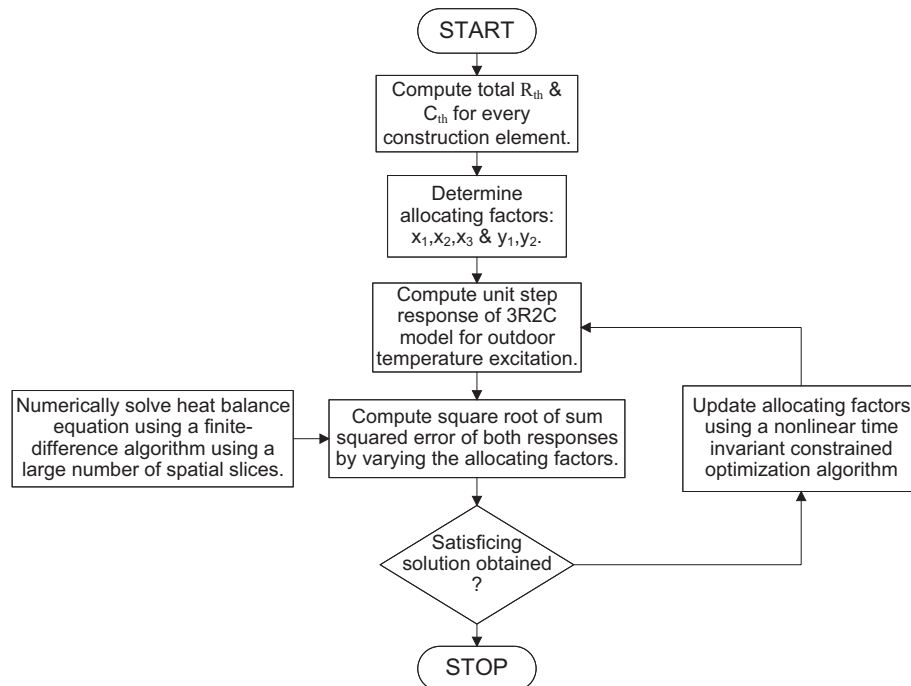 START
Compute total Rth &
Cth for every
construction element.
Determine
allocating factors:
x1,x2,x3 & y1,y2.
Compute unit step
response of 3R2C
model for outdoor
temperature excitation.
Numerically solve heat balance
equation using a finite-
difference algorithm using a
large number of spatial slices.
Compute square root of sum
squared error of both responses
by varying the allocating factors.
Update allocating factors
using a nonlinear time
invariant constrained
optimization algorithm
Satisficing
solution obtained
?
STOP